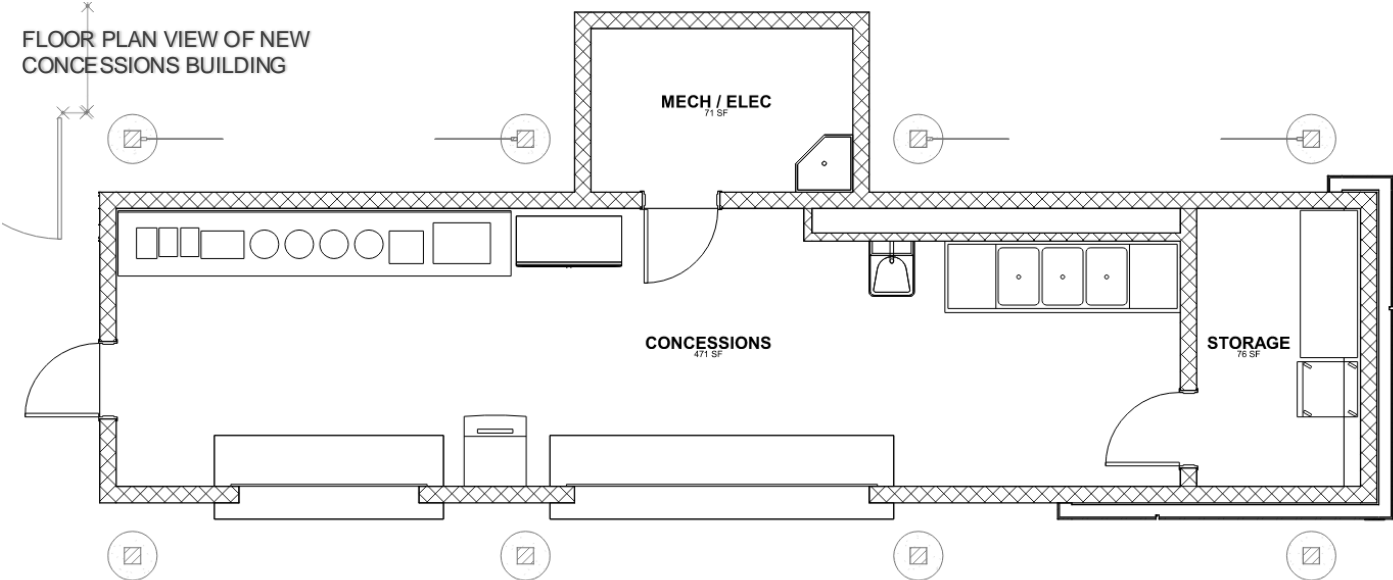 FLOOR PLAN VIEW OF NEW
CONCESSIONS BUILDING
MECH / ELEC
71 SF
CONCESSIONS
471 SF
STORAGE
76 SF